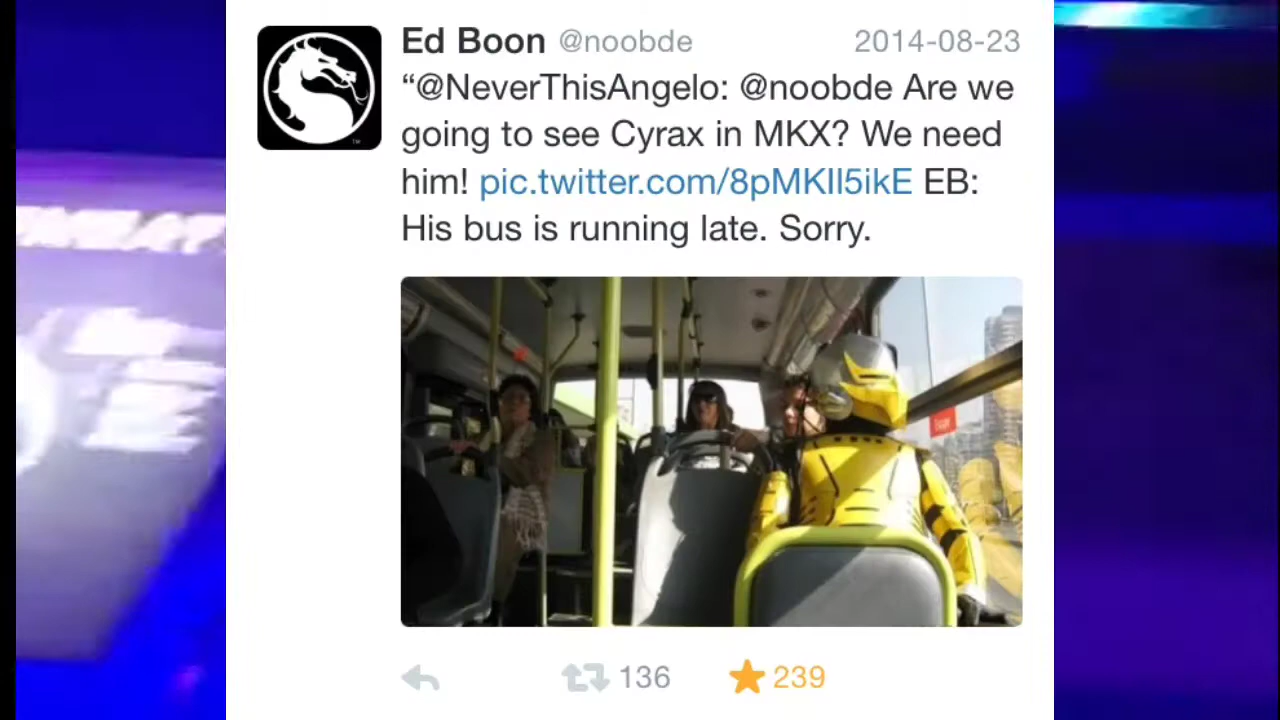 Ed Boon @noobde 2014-08-23
“@NeverThisAngelo: @noobde Are we
going to see Cyrax in MKX? We need
him! pic.twitter.com/8pMKII5ikE EB:
His bus is running late. Sorry.
136 239